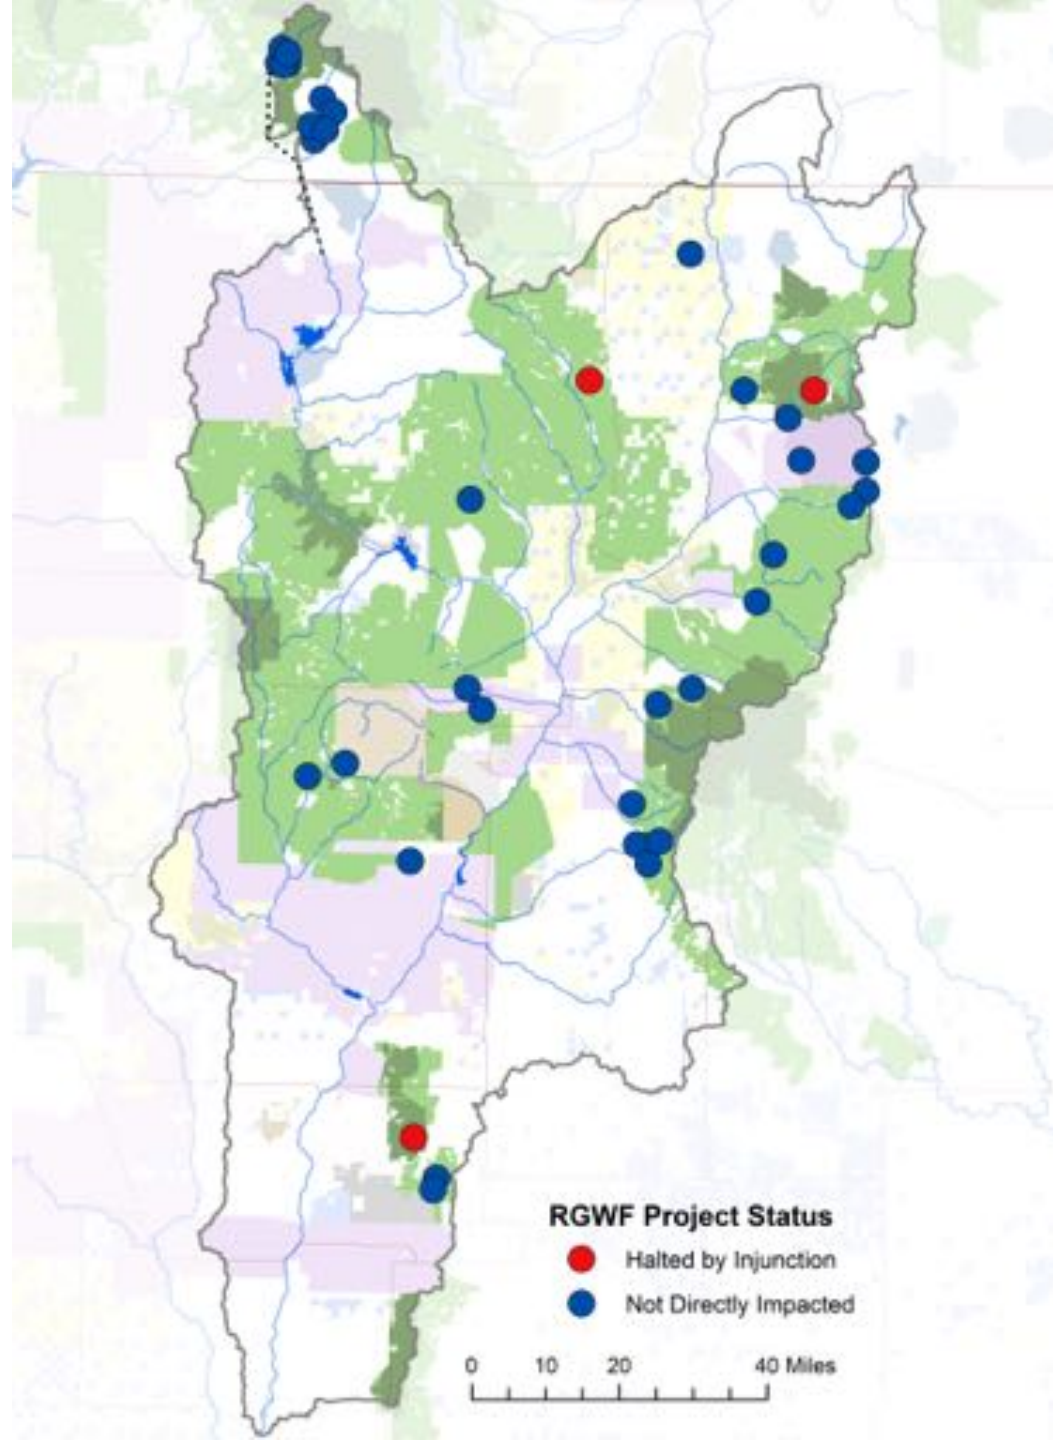 RGWF Project Status
Halted by Injunction
Not Directly Impacted
0 10 20 40 Miles